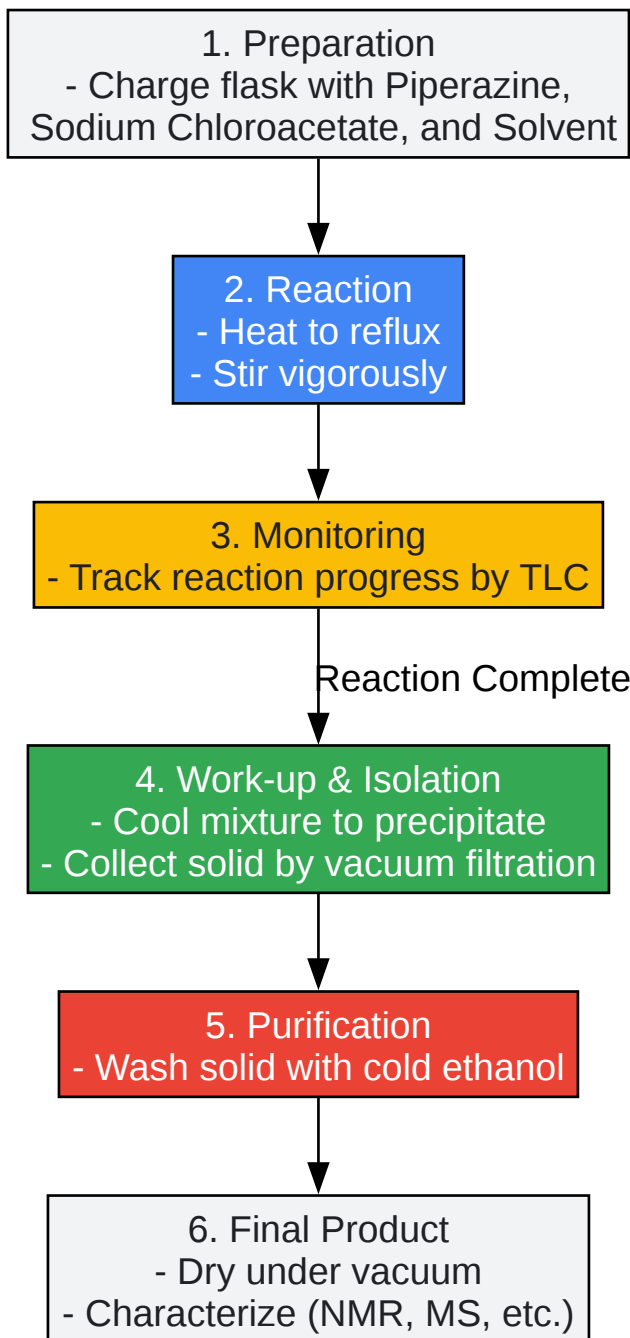 1. Preparation
- Charge flask with Piperazine,
Sodium Chloroacetate, and Solvent
2. Reaction
- Heat to reflux
- Stir vigorously
3. Monitoring
- Track reaction progress by TLC
Reaction Complete
4. Work-up & Isolation
- Cool mixture to precipitate
- Collect solid by vacuum filtration
5. Purification
- Wash solid with cold ethanol
6. Final Product
- Dry under vacuum
- Characterize (NMR, MS, etc.)